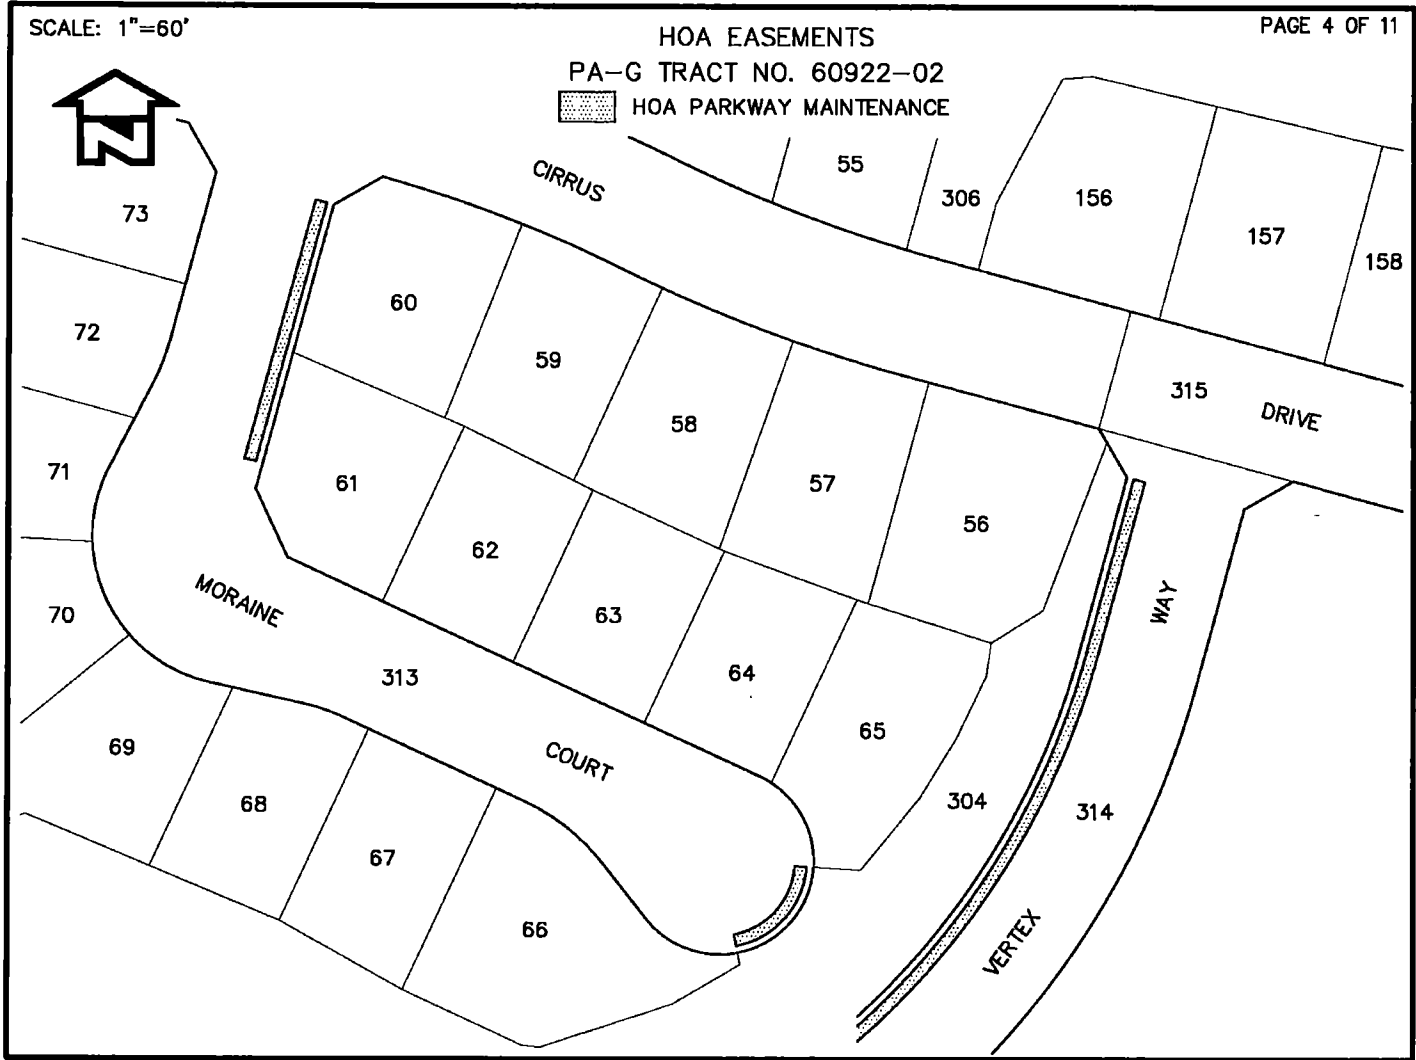 SCALE: 1"=60'
PAGE 4 OF 11
HOA EASEMENTS
PA-G TRACT NO. 60922-02
HOA PARKWAY MAINTENANCE
N
CIRRUS
55
306
156
157
158
73
72
60
59
58
57
56
315
DRIVE
71
61
62
63
64
65
WAY
70
MORAINE
313
COURT
69
68
67
66
304
314
VERTEX